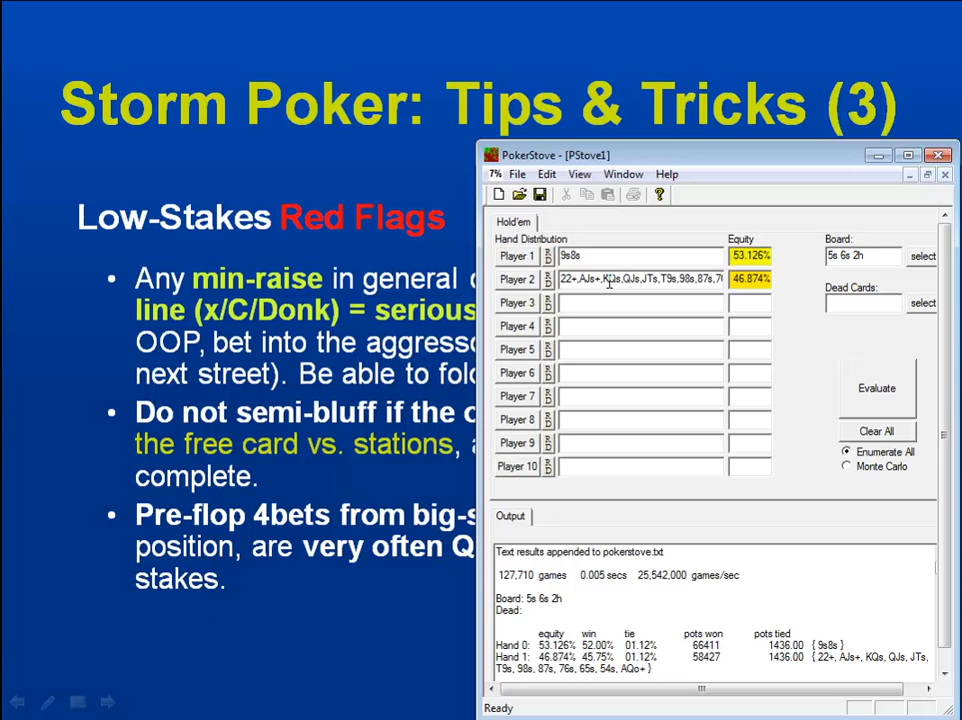 Storm Poker: Tips & Tricks (3)
Low-Stakes Red Flags
• Any min-raise in general
line (x/C/Donk) = serious
OOP, bet into the
next street). Be able to
• Do not semi-bluff if the
the free card vs. stations,
complete.
• Pre-flop 4bets from
position, are very often
stakes.
PokerStove - [PStove1]
7% File Edit View Window Help
Hold'em
Hand Distribution Equity Board:
Player 1 R D 9s8s 53.126% 5s 6s 2h select
Player 2 R D 22+,AJs+,KQs,QJs,JTs,T9s,98s,87s, 46.874%
Dead Cards:
Player 3 R D select
Player 4 R D
Player 5 R D
Player 6 R D
Evaluate
Player 7 R D
Player 8 R D
Clear All
Player 9 R D
Enumerate All
Player 10 R D
Monte Carlo
Output
Text results appended to pokerstove.txt
127,710 games 0.005 secs 25,542,000 games/sec
Board: 5s 6s 2h
Dead:
equity win tie pots won pots tied
Hand 0: 53.126% 52.00% 01.12% 66411 1436.00 { 9s8s }
Hand 1: 46.874% 45.75% 01.12% 58427 1436.00 { 22+, AJs+, KQs, QJs, JTs,
T9s, 98s, 87s, 76s, 65s, 54s, AQo+ }
Ready